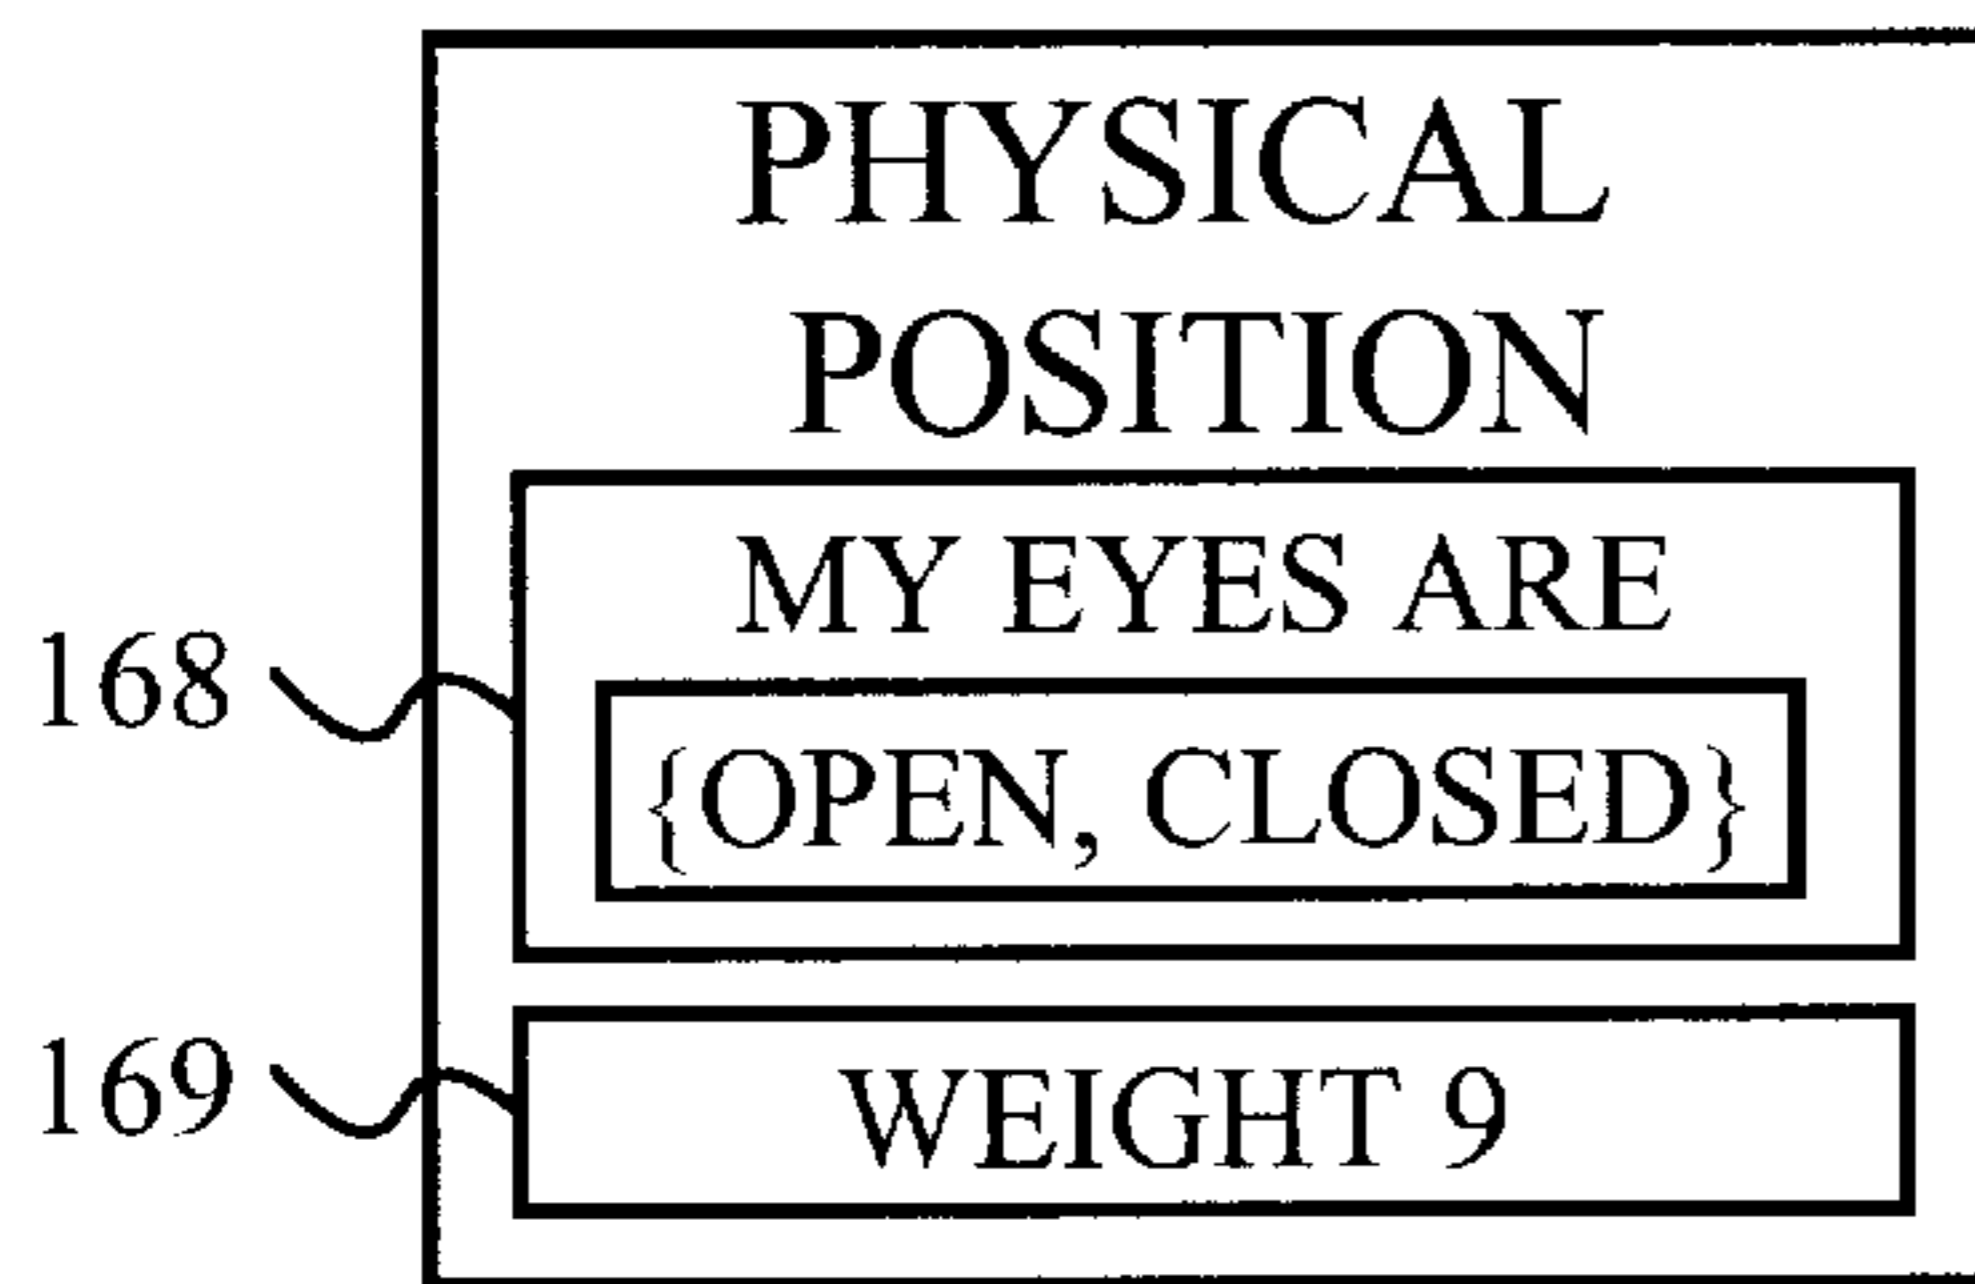 PHYSICAL
POSITION
MY EYES ARE
168
{OPEN, CLOSED}
169
WEIGHT 9